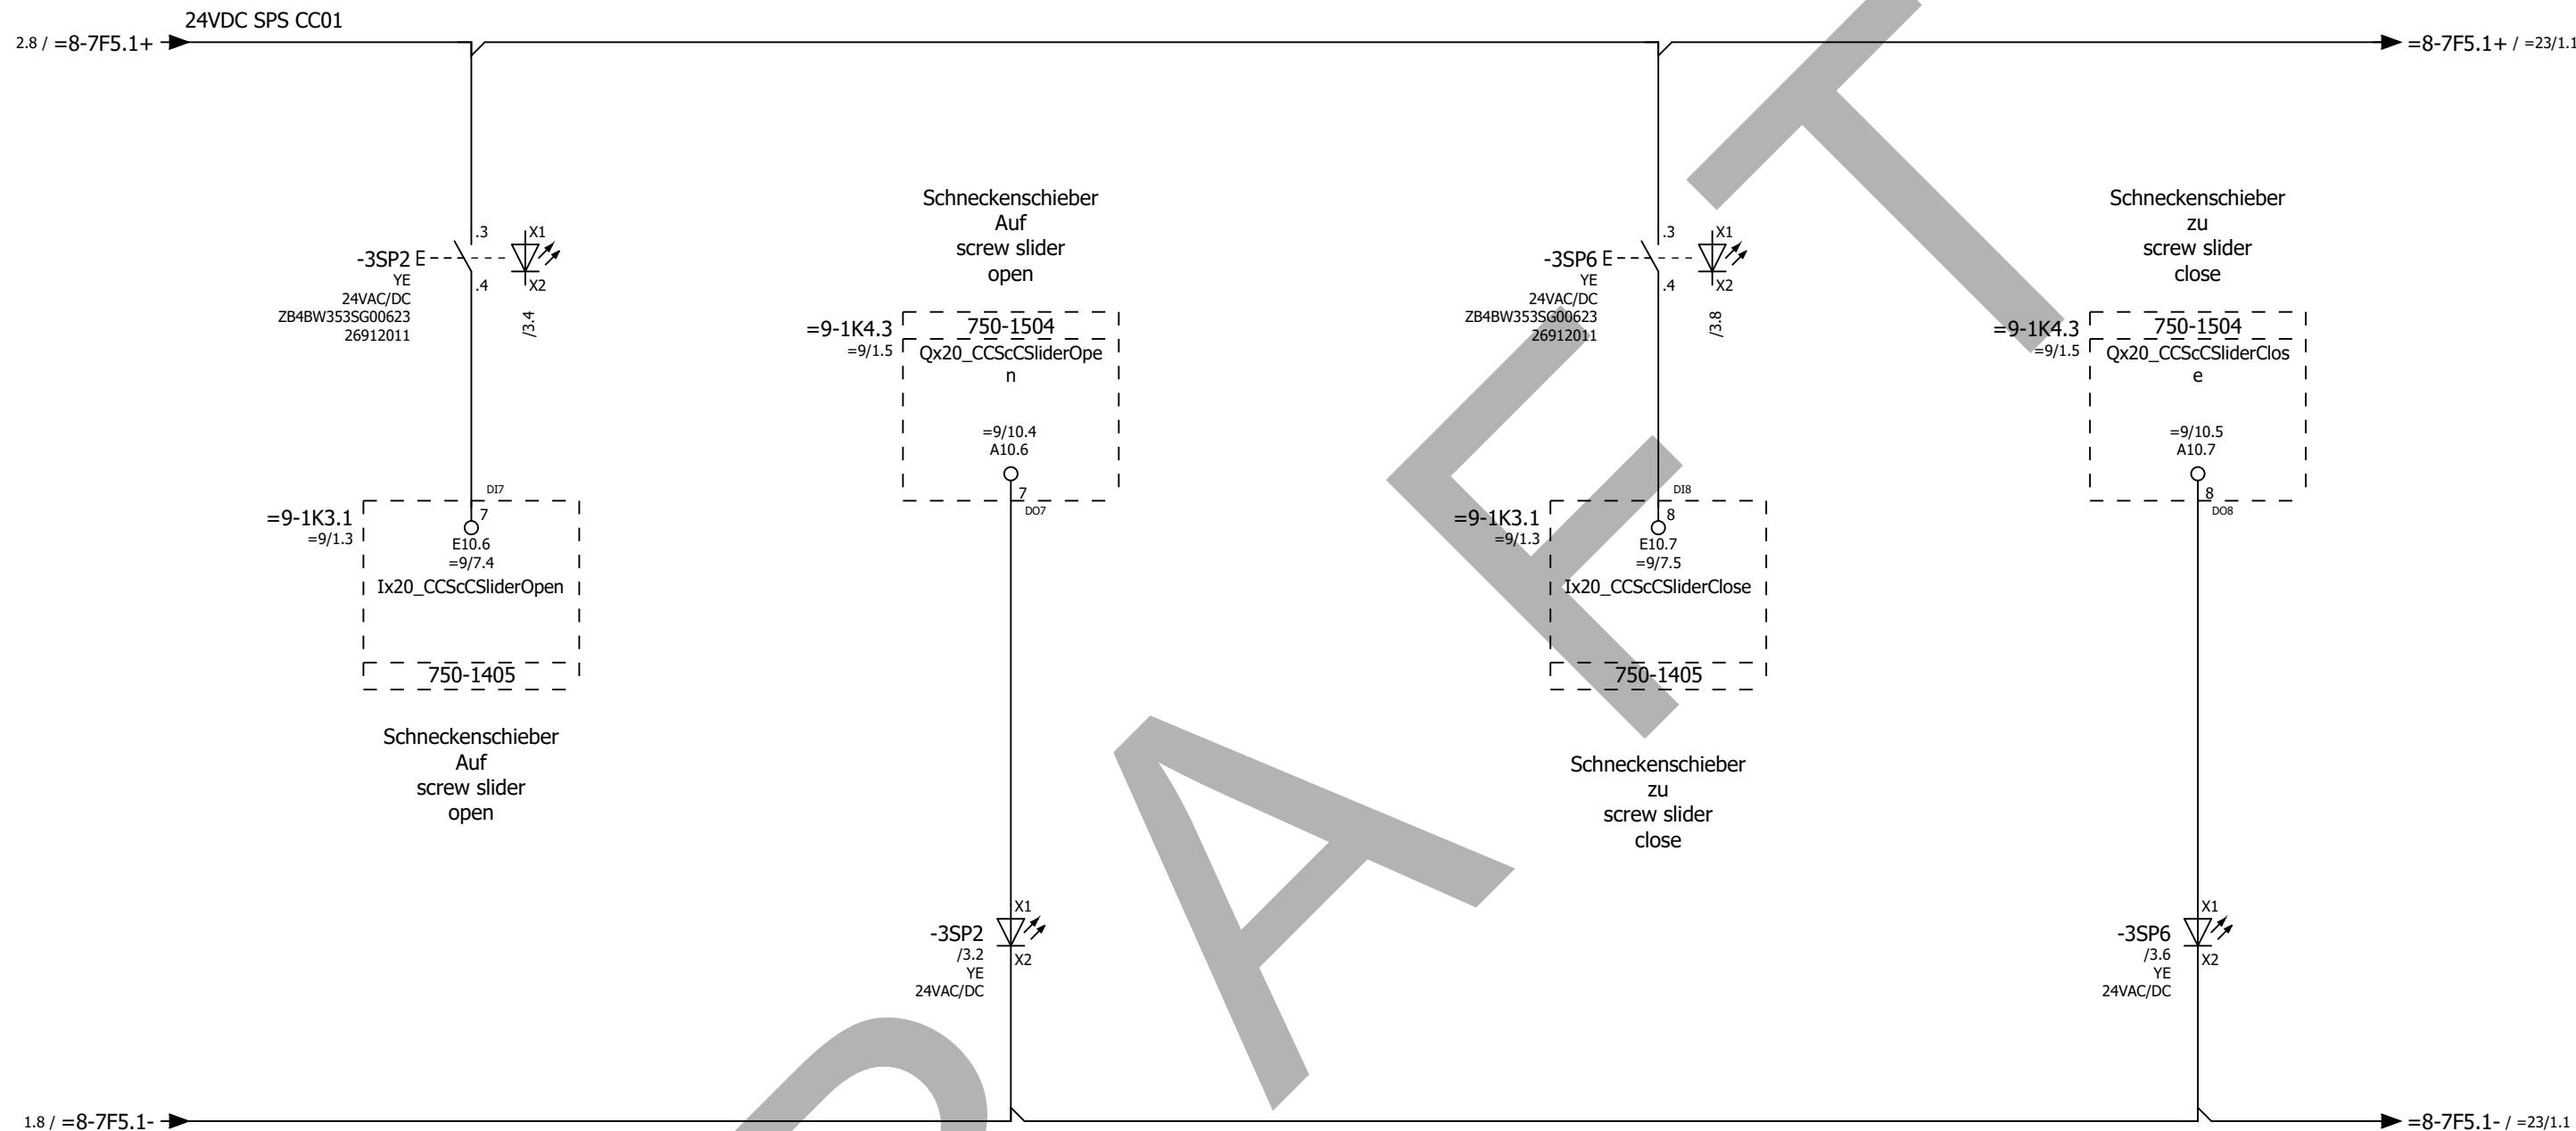 24VDC SPS CC01
2.8 / =8-7F5.1+
=8-7F5.1+ / =23/1.1
-3SP2 E
YE
24VAC/DC
ZB4BW353SG00623
26912011
.3
.4
X1
X2
/3.4
Schneckenschieber
Auf
screw slider
open
=9-1K4.3
=9/1.5
750-1504
Qx20_CCScCSliderOpe
n
=9/10.4
A10.6
7
DO7
-3SP6 E
YE
24VAC/DC
ZB4BW353SG00623
26912011
.3
.4
X1
X2
/3.8
Schneckenschieber
zu
screw slider
close
=9-1K4.3
=9/1.5
750-1504
Qx20_CCScCSliderClos
e
=9/10.5
A10.7
8
DO8
=9-1K3.1
=9/1.3
DI7
7
E10.6
=9/7.4
Ix20_CCScCSliderOpen
750-1405
Schneckenschieber
Auf
screw slider
open
=9-1K3.1
=9/1.3
DI8
8
E10.7
=9/7.5
Ix20_CCScCSliderClose
750-1405
Schneckenschieber
zu
screw slider
close
-3SP2
/3.2
YE
24VAC/DC
X1
X2
-3SP6
/3.6
YE
24VAC/DC
X1
X2
1.8 / =8-7F5.1-
=8-7F5.1- / =23/1.1